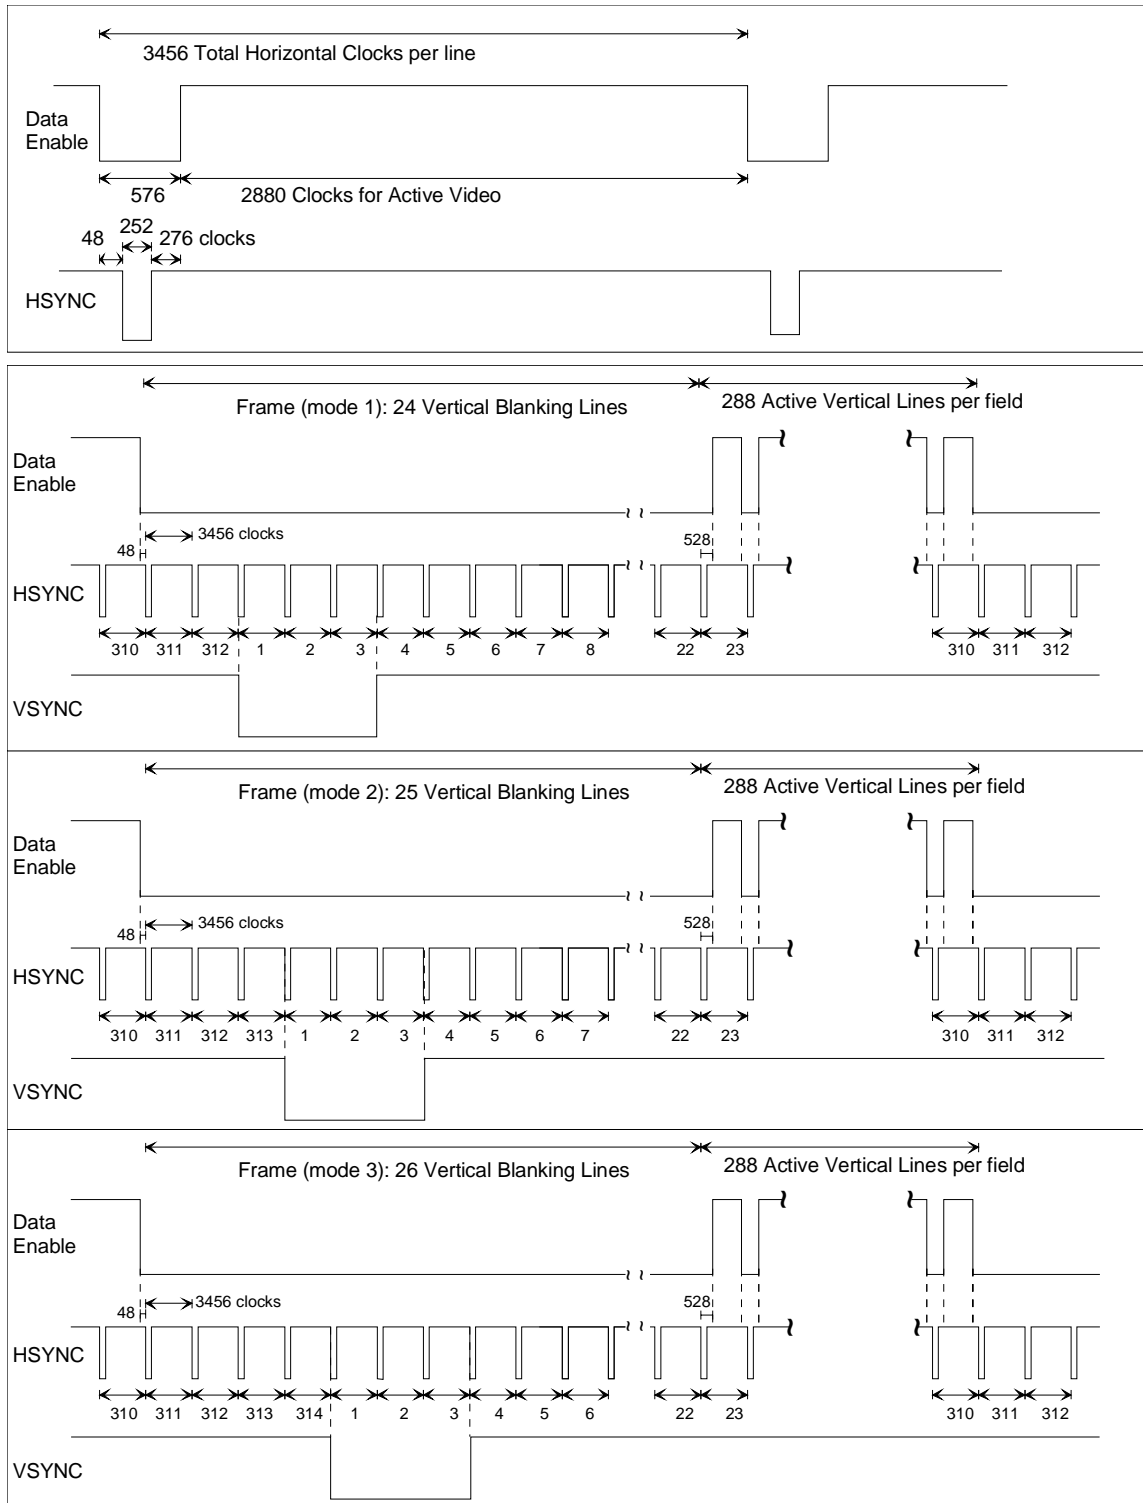 3456 Total Horizontal Clocks per line
Data
Enable
576
2880 Clocks for Active Video
252
48
276 clocks
HSYNC
Frame (mode 1): 24 Vertical Blanking Lines
288 Active Vertical Lines per field
Data
Enable
48
3456 clocks
528
HSYNC
310 311 312 1 2 3 4 5 6 7 8 22 23 310 311 312
VSYNC
Frame (mode 2): 25 Vertical Blanking Lines
288 Active Vertical Lines per field
Data
Enable
48
3456 clocks
528
HSYNC
310 311 312 313 1 2 3 4 5 6 7 22 23 310 311 312
VSYNC
Frame (mode 3): 26 Vertical Blanking Lines
288 Active Vertical Lines per field
Data
Enable
48
3456 clocks
528
HSYNC
310 311 312 313 314 1 2 3 4 5 6 22 23 310 311 312
VSYNC